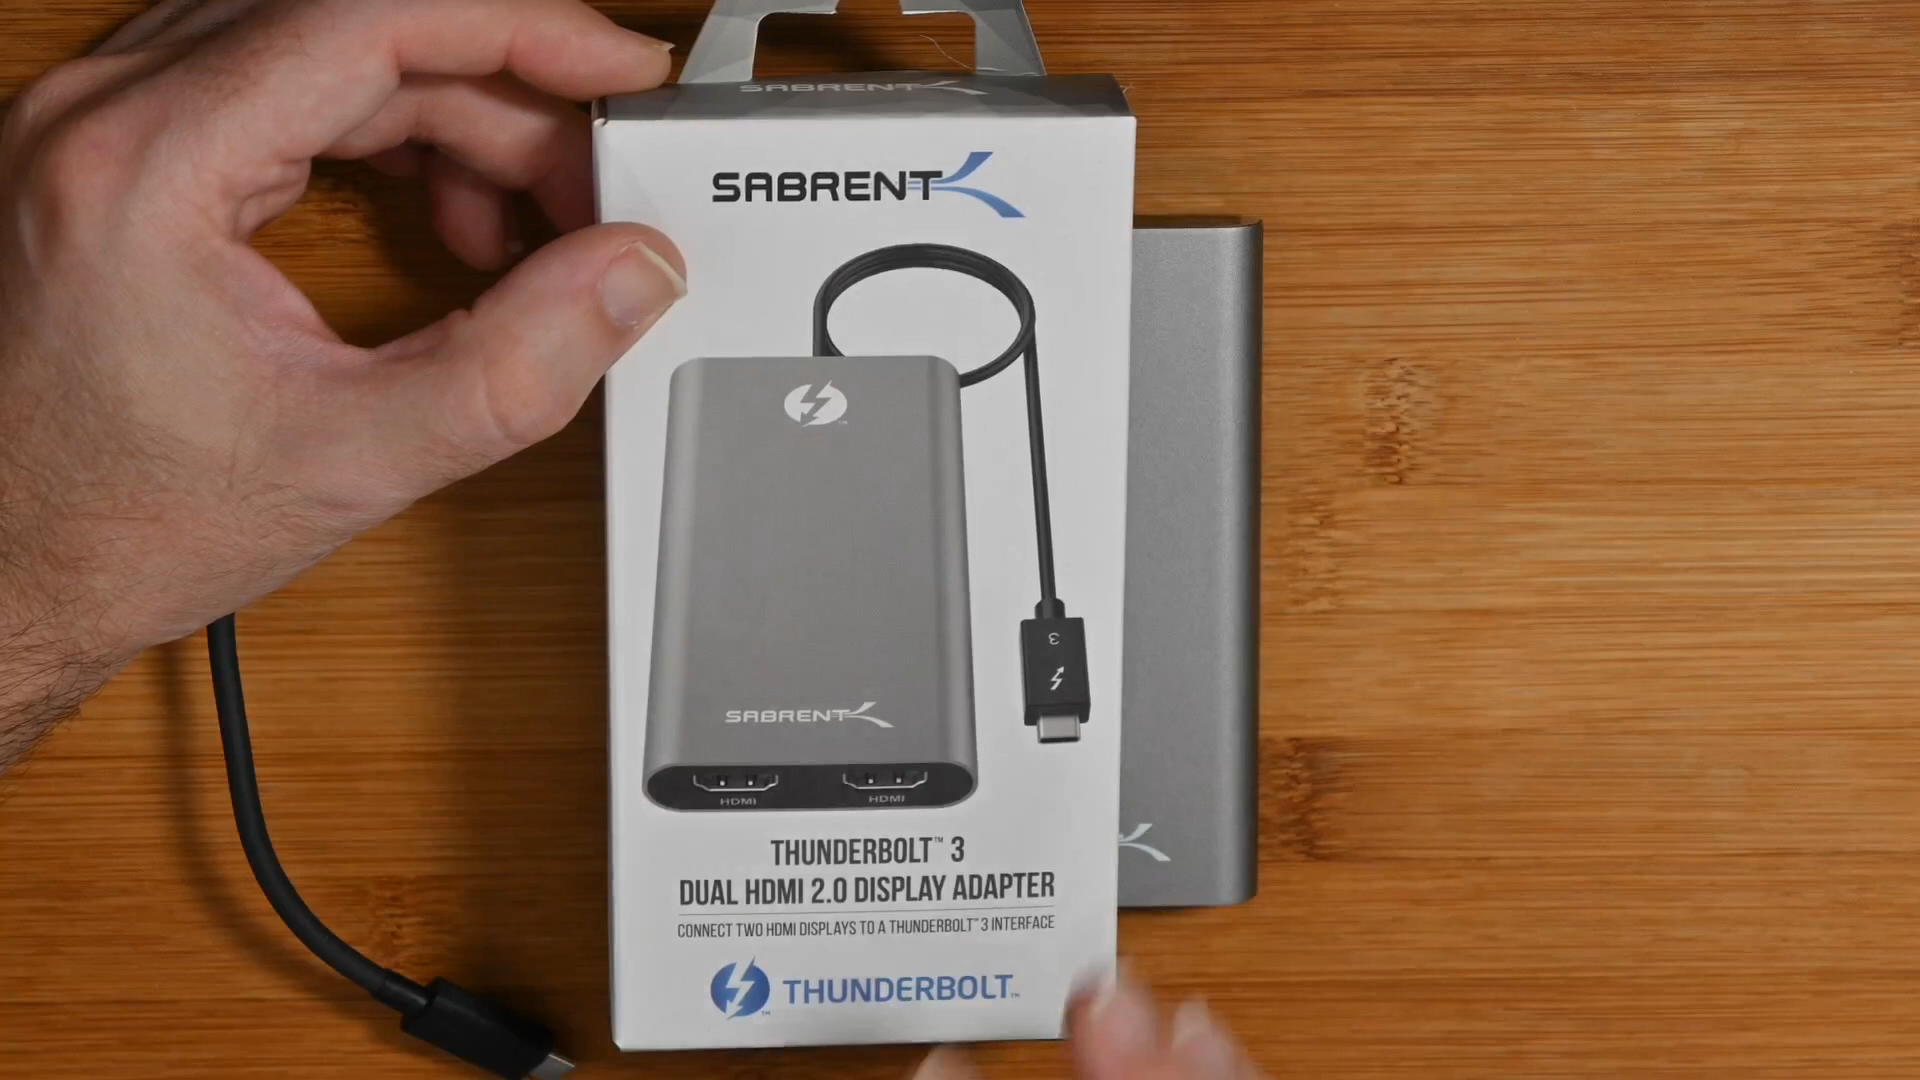 SABRENT
SABRENT
3
SABRENT
HDMI HDMI
THUNDERBOLT™ 3
DUAL HDMI 2.0 DISPLAY ADAPTER
CONNECT TWO HDMI DISPLAYS TO A THUNDERBOLT™ 3 INTERFACE
THUNDERBOLT™